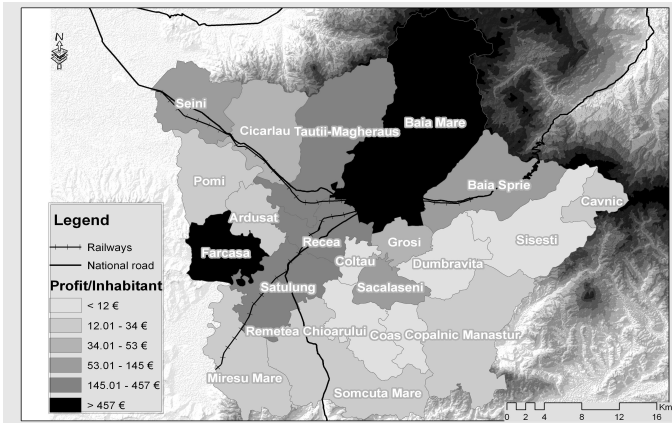 N
Seini
Cicarlau
Tautii-Magheraus
Baia Mare
Pomi
Baia Sprie
Cavnic
Ardusat
Farcasa
Recea
Grosi
Sisesti
Coltau
Dumbravita
Satulung
Sacalaseni
Remetea Chioarului
Coas
Copalnic Manastur
Miresu Mare
Somcuta Mare
Legend
Railways
National road
Profit/Inhabitant
< 12 €
12.01 - 34 €
34.01 - 53 €
53.01 - 145 €
145.01 - 457 €
> 457 €
Km
0 2 4 8 12 16